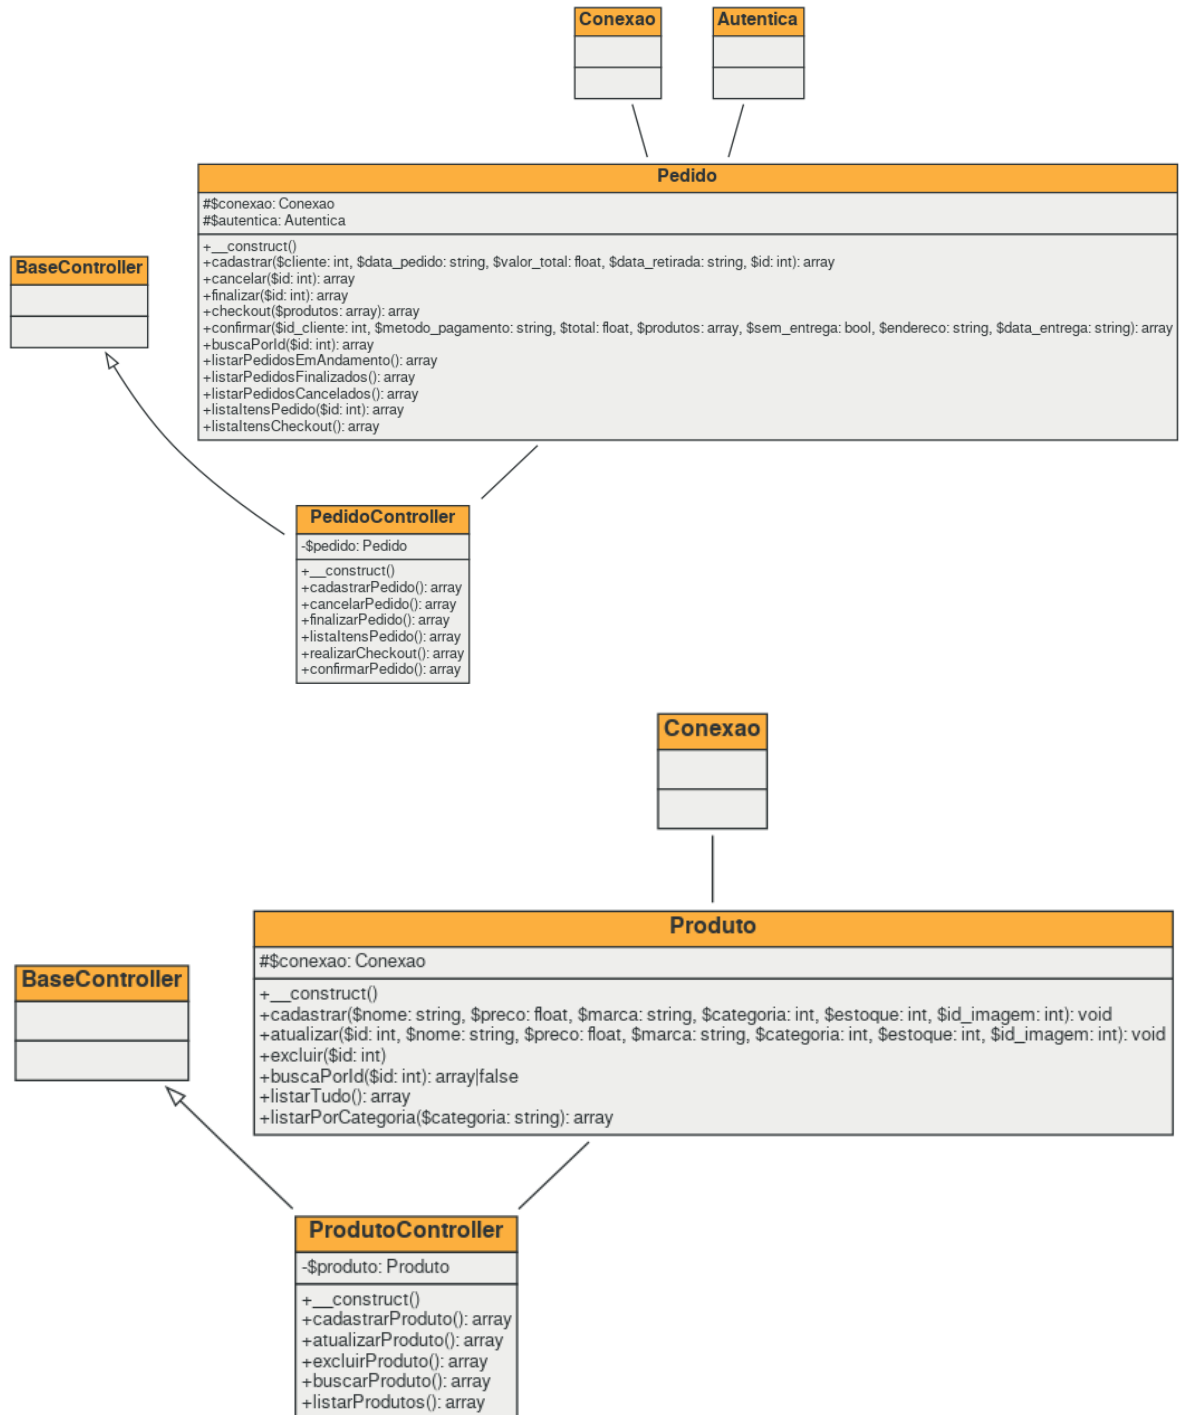 Conexao
Autentica
Pedido
#$conexao: Conexao
#$autentica: Autentica
+__construct()
+cadastrar($cliente: int, $data_pedido: string, $valor_total: float, $data_retirada: string, $id: int): array
+cancelar($id: int): array
+finalizar($id: int): array
+checkout($produtos: array): array
+confirmar($id_cliente: int, $metodo_pagamento: string, $total: float, $produtos: array, $sem_entrega: bool, $endereco: string, $data_entrega: string): array
+buscaPorId($id: int): array
+listarPedidosEmAndamento(): array
+listarPedidosFinalizados(): array
+listarPedidosCancelados(): array
+listaItensPedido($id: int): array
+listaItensCheckout(): array
BaseController
PedidoController
-$pedido: Pedido
+__construct()
+cadastrarPedido(): array
+cancelarPedido(): array
+finalizarPedido(): array
+listaItensPedido(): array
+realizarCheckout(): array
+confirmarPedido(): array
Conexao
Produto
#$conexao: Conexao
+__construct()
+cadastrar($nome: string, $preco: float, $marca: string, $categoria: int, $estoque: int, $id_imagem: int): void
+atualizar($id: int, $nome: string, $preco: float, $marca: string, $categoria: int, $estoque: int, $id_imagem: int): void
+excluir($id: int)
+buscaPorId($id: int): array|false
+listarTudo(): array
+listarPorCategoria($categoria: string): array
BaseController
ProdutoController
-$produto: Produto
+__construct()
+cadastrarProduto(): array
+atualizarProduto(): array
+excluirProduto(): array
+buscarProduto(): array
+listarProdutos(): array